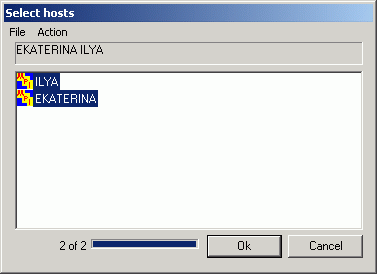 Select hosts
File Action
EKATERINA ILYA
ILYA
EKATERINA
2 of 2
Ok
Cancel